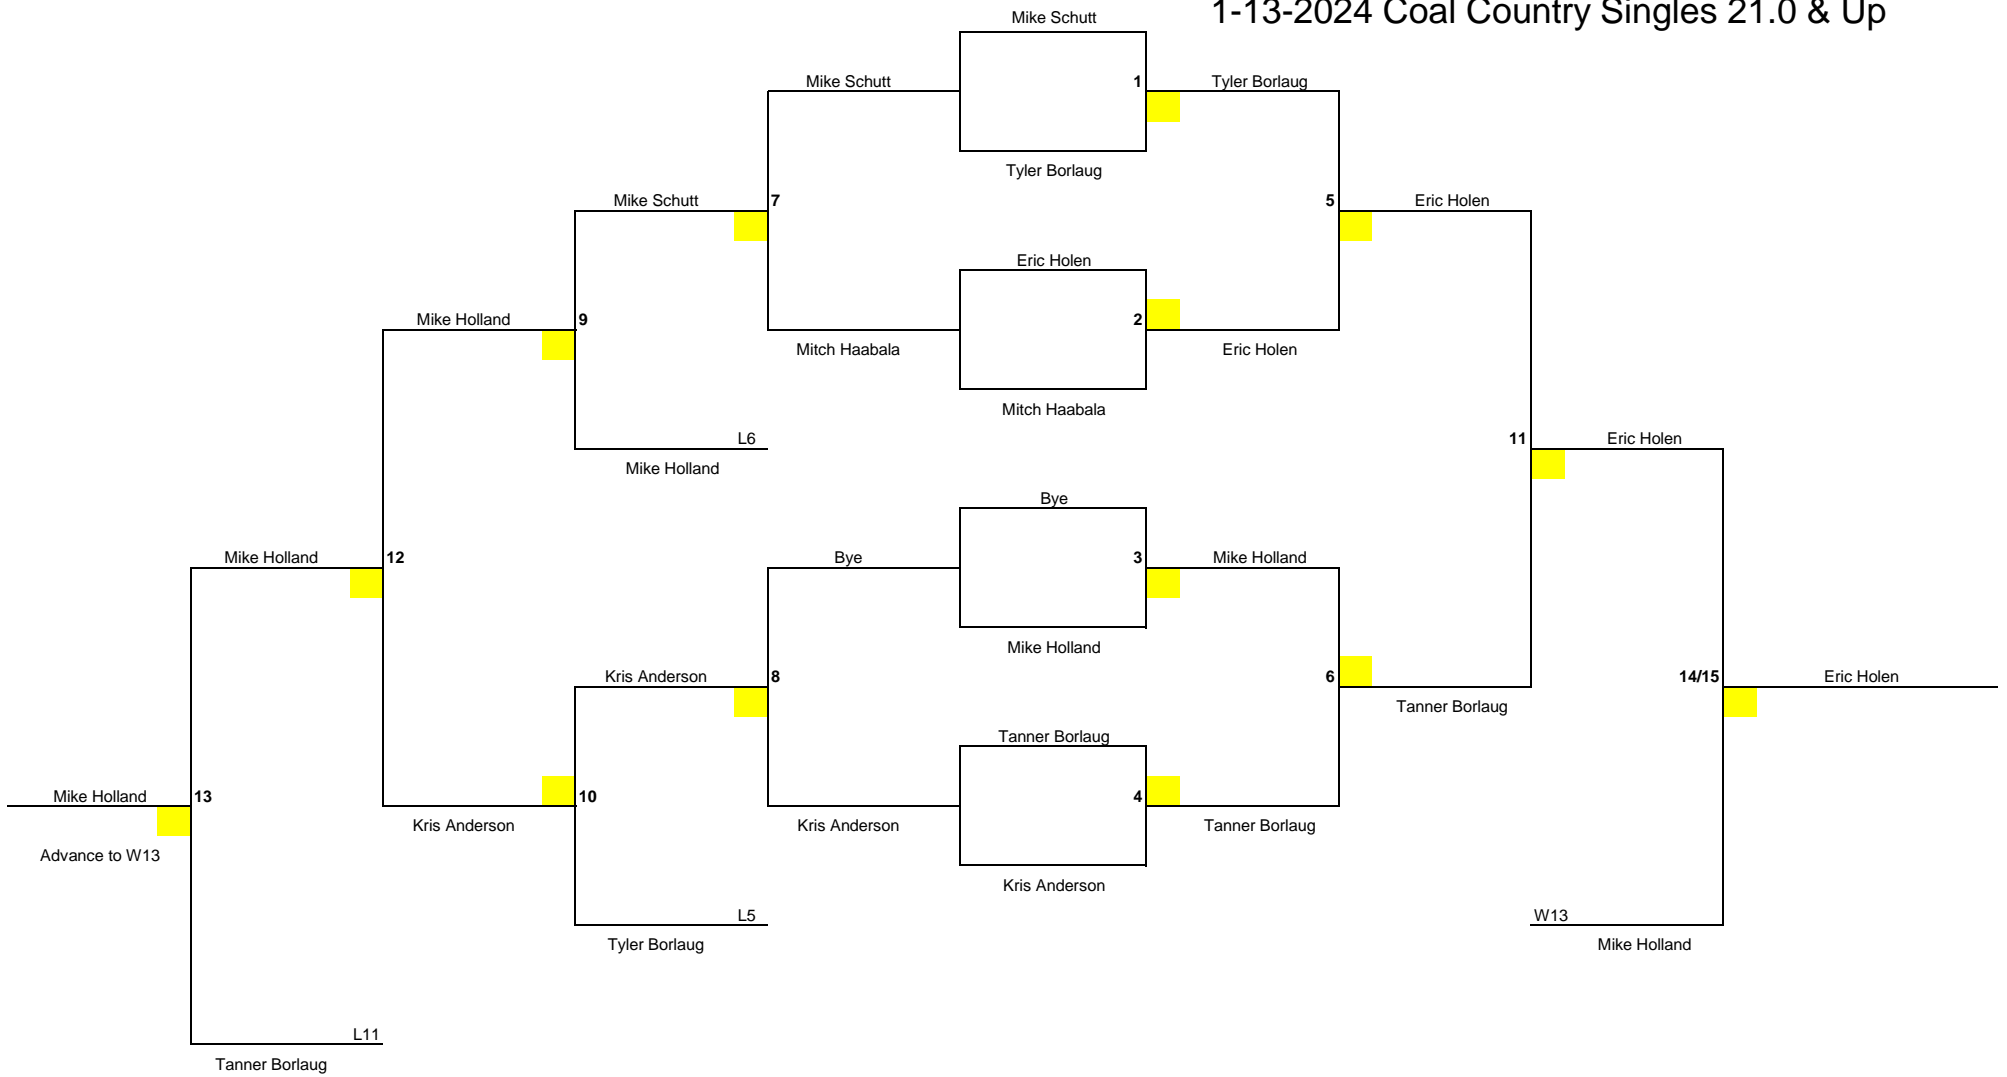 1-13-2024 Coal Country Singles 21.0 & Up
Mike Schutt
Mike Schutt
1
Tyler Borlaug
Tyler Borlaug
Mike Schutt
7
5
Eric Holen
Eric Holen
Mike Holland
9
2
Mitch Haabala
Eric Holen
Mitch Haabala
L6
11
Eric Holen
Mike Holland
Bye
Mike Holland
12
Bye
3
Mike Holland
Mike Holland
Kris Anderson
8
6
14/15
Eric Holen
Tanner Borlaug
Tanner Borlaug
Mike Holland
13
10
4
Kris Anderson
Kris Anderson
Tanner Borlaug
Advance to W13
Kris Anderson
L5
W13
Tyler Borlaug
Mike Holland
L11
Tanner Borlaug